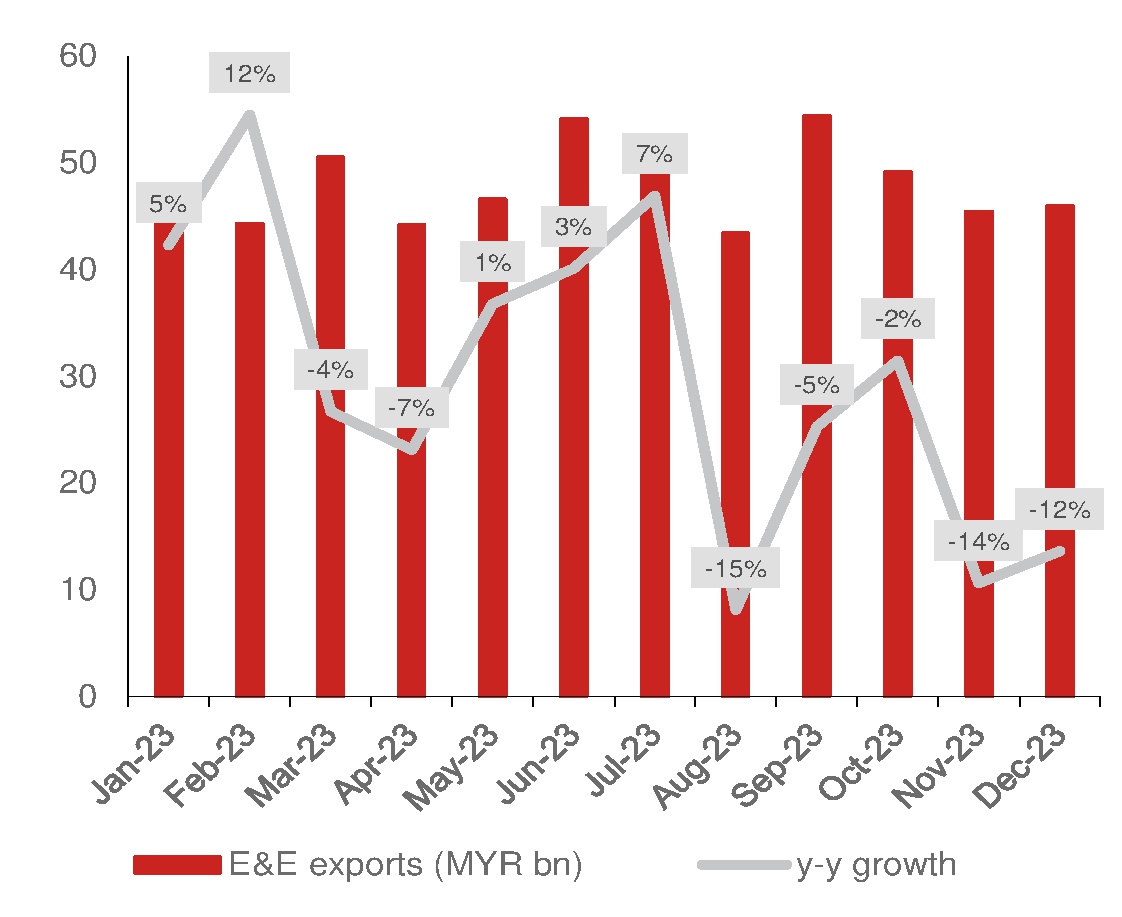 60
50
40
30
20
10
0
5%
12%
-4%
-7%
1%
3%
7%
-15%
-5%
-2%
-14%
-12%
Jan-23
Feb-23
Mar-23
Apr-23
May-23
Jun-23
Jul-23
Aug-23
Sep-23
Oct-23
Nov-23
Dec-23
E&E exports (MYR bn)
y-y growth